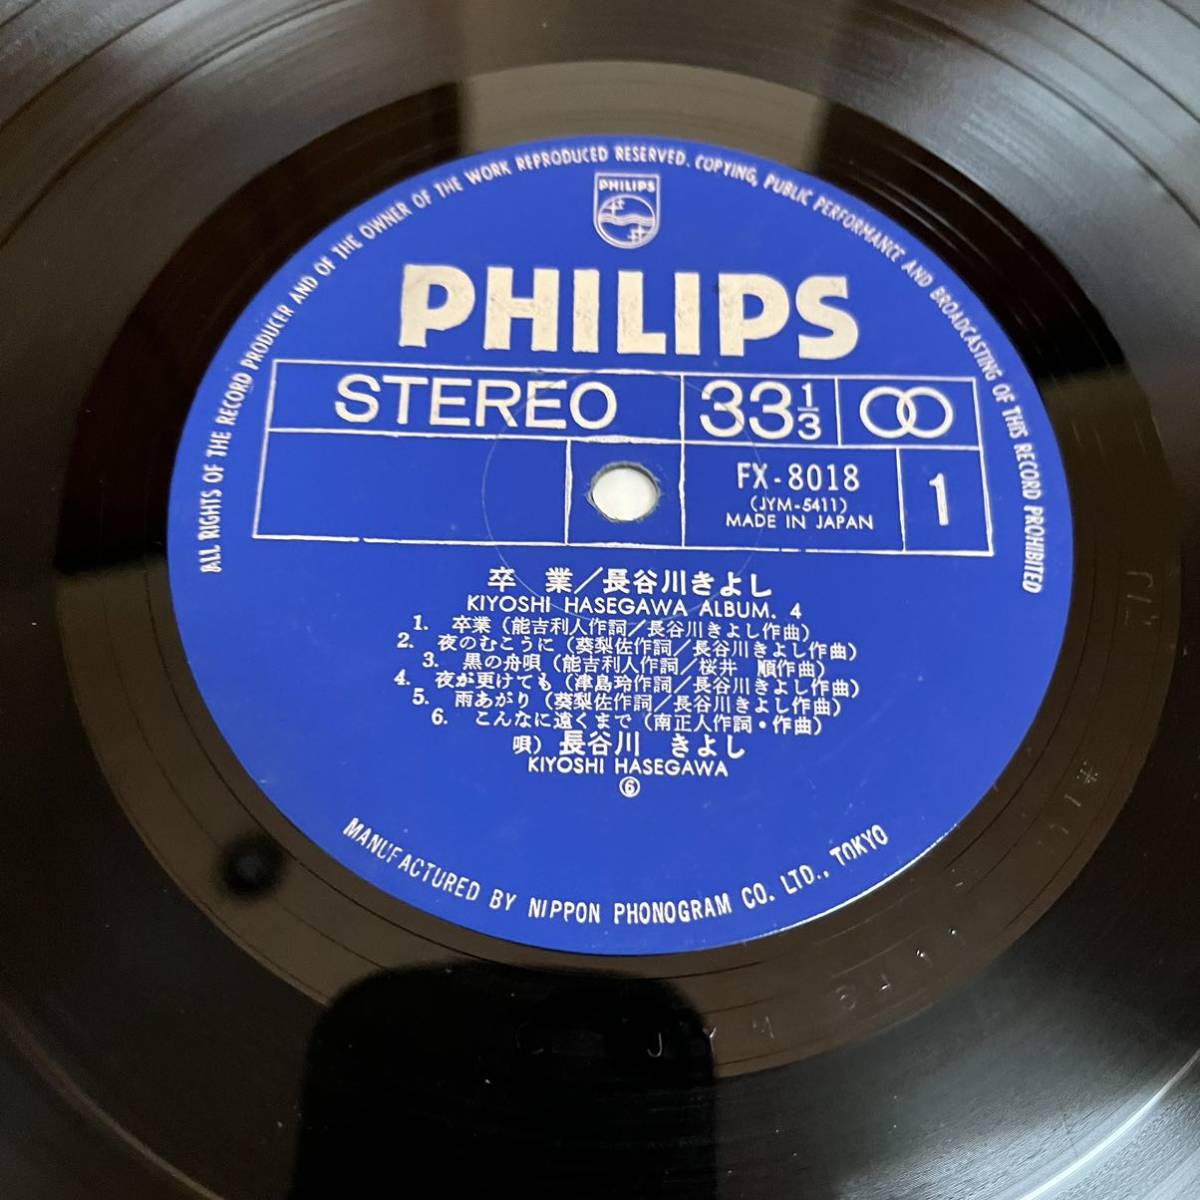 ALL RIGHTS OF THE RECORD PRODUCER AND OF THE OWNER OF THE WORK REPRODUCED RESERVED. COPYING, PUBLIC PERFORMANCE AND BROADCASTING OF THIS RECORD PROHIBITED
PHILIPS
PHILIPS
STEREO 33⅓
FX-8018
(JYM-5411)
MADE IN JAPAN
1
卒 業/長谷川きよし
KIYOSHI HASEGAWA ALBUM. 4
1. 卒業(能吉利人作詞/長谷川きよし作曲)
2. 夜のむこうに(葵梨佐作詞/長谷川きよし作曲)
3. 黒の舟唄(能吉利人作詞/桜井 順作曲)
4. 夜が更けても(津島玲作詞/長谷川きよし作曲)
5. 雨あがり(葵梨佐作詞/長谷川きよし作曲)
6. こんなに遠くまで(南正人作詞・作曲)
唄) 長谷川 きよし
KIYOSHI HASEGAWA
⑥
MANUFACTURED BY NIPPON PHONOGRAM CO. LTD., TOKYO